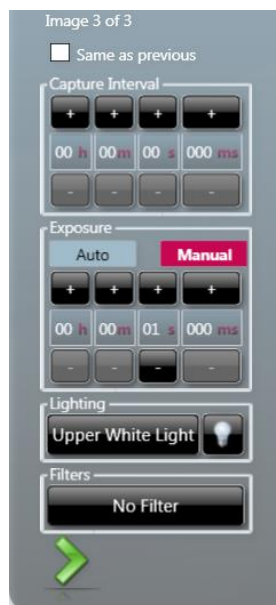 Image 3 of 3
Same as previous
Capture Interval
+ + + +
00 h 00 m 00 s 000 ms
- - - -
Exposure
Auto Manual
+ + + +
00 h 00 m 01 s 000 ms
- - - -
Lighting
Upper White Light
Filters
No Filter